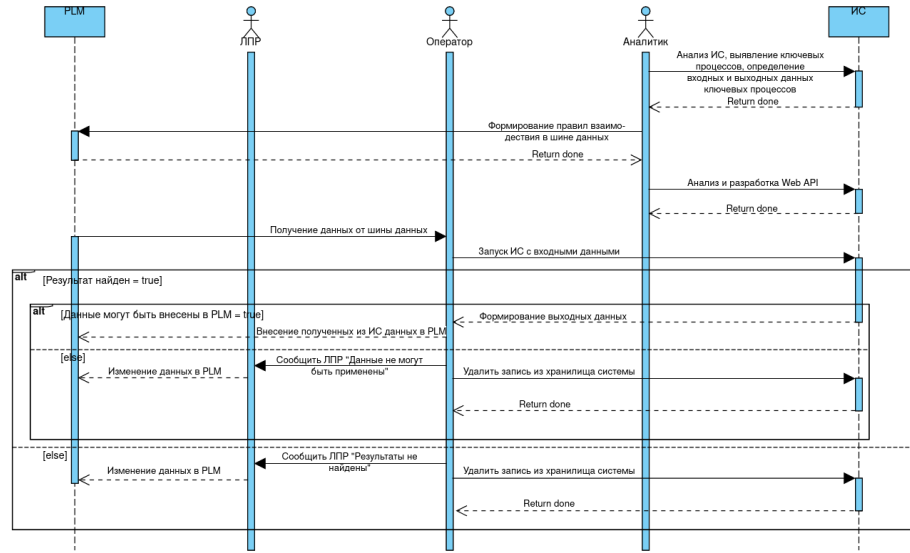 PLM
ЛПР
Оператор
Аналитик
ИС
Анализ ИС, выявление ключевых
процессов, определение
входных и выходных данных
ключевых процессов
Return done
Формирование правил взаимо-
дествия в шине данных
Return done
Анализ и разработка Web API
Return done
Получение данных от шины данных
Запуск ИС с входными данными
alt
[Результат найден = true]
alt
[Данные могут быть внесены в PLM = true]
Формирование выходных данных
Внесение полученных из ИС данных в PLM
[else]
Сообщить ЛПР "Данные не могут
быть применены"
Изменение данных в PLM
Удалить запись из хранилища системы
Return done
[else]
Сообщить ЛПР "Результаты не
найдены"
Изменение данных в PLM
Удалить запись из хранилища системы
Return done